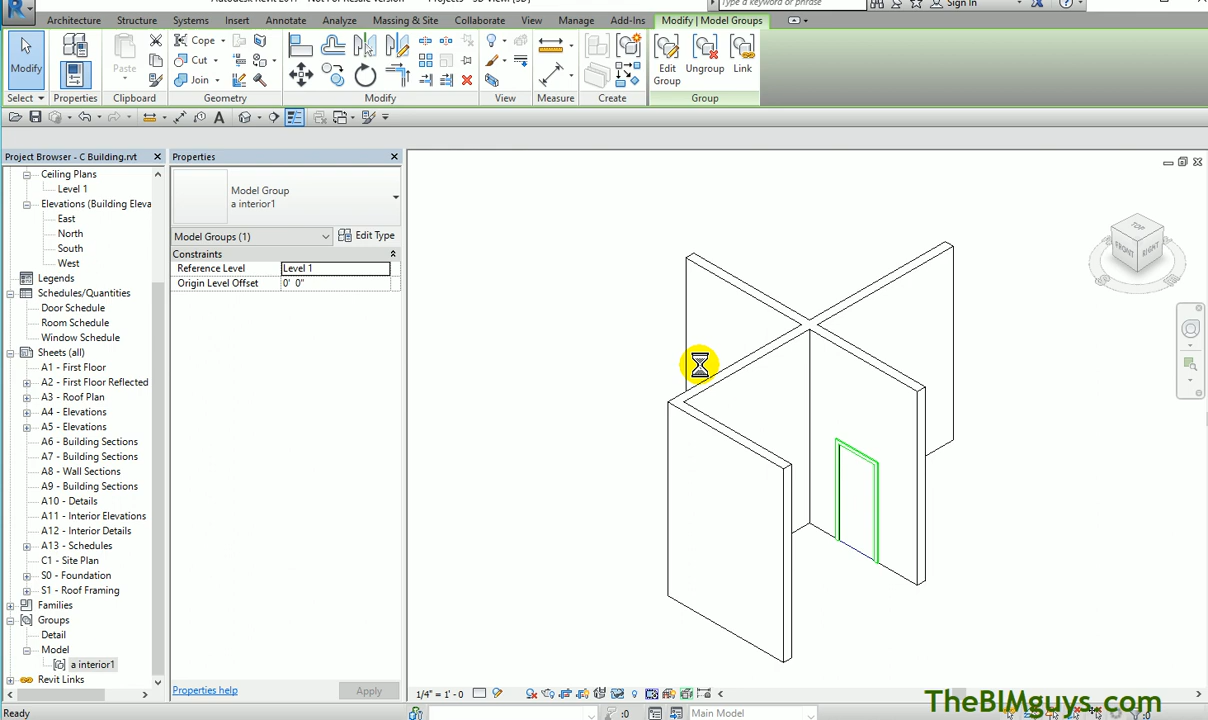 Autodesk Revit 2017 - Not For Resale Version - Project5 - 3D View {3D}
Type a keyword or phrase
Sign In
Architecture Structure Systems Insert Annotate Analyze Massing & Site Collaborate View Manage Add-Ins Modify | Model Groups
Modify
Properties
Paste
Cope
Cut
Join
Edit Group
Ungroup
Link
Select Properties Clipboard Geometry Modify View Measure Create Group
A
Project Browser - C Building.rvt
Ceiling Plans
Level 1
Elevations (Building Eleva
East
North
South
West
Legends
Schedules/Quantities
Door Schedule
Room Schedule
Window Schedule
Sheets (all)
A1 - First Floor
A2 - First Floor Reflected
A3 - Roof Plan
A4 - Elevations
A5 - Elevations
A6 - Building Sections
A7 - Building Sections
A8 - Wall Sections
A9 - Building Sections
A10 - Details
A11 - Interior Elevations
A12 - Interior Details
A13 - Schedules
C1 - Site Plan
S0 - Foundation
S1 - Roof Framing
Families
Groups
Detail
Model
a interior1
Revit Links
Properties
Model Group
a interior1
Model Groups (1)
Edit Type
Constraints
Reference Level Level 1
Origin Level Offset 0' 0"
Properties help
Apply
TOP
FRONT
RIGHT
1/4" = 1'- 0
TheBIMguys.com
Ready
:0
Main Model
:0